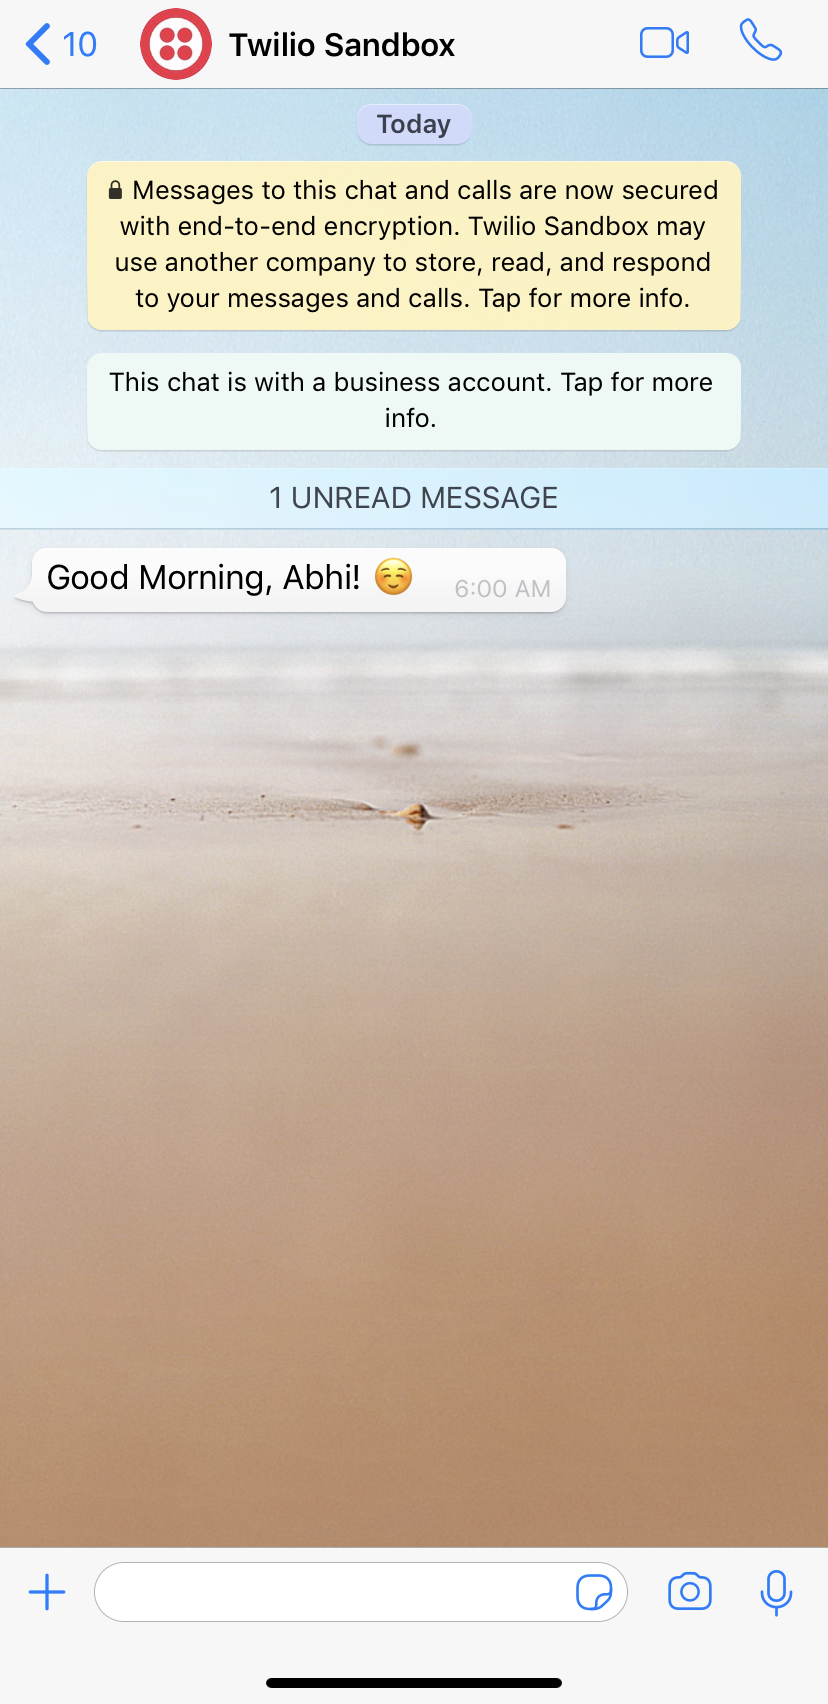 10 Twilio Sandbox
Today
🔒 Messages to this chat and calls are now secured
with end-to-end encryption. Twilio Sandbox may
use another company to store, read, and respond
to your messages and calls. Tap for more info.
This chat is with a business account. Tap for more
info.
1 UNREAD MESSAGE
Good Morning, Abhi! ☺️ 6:00 AM